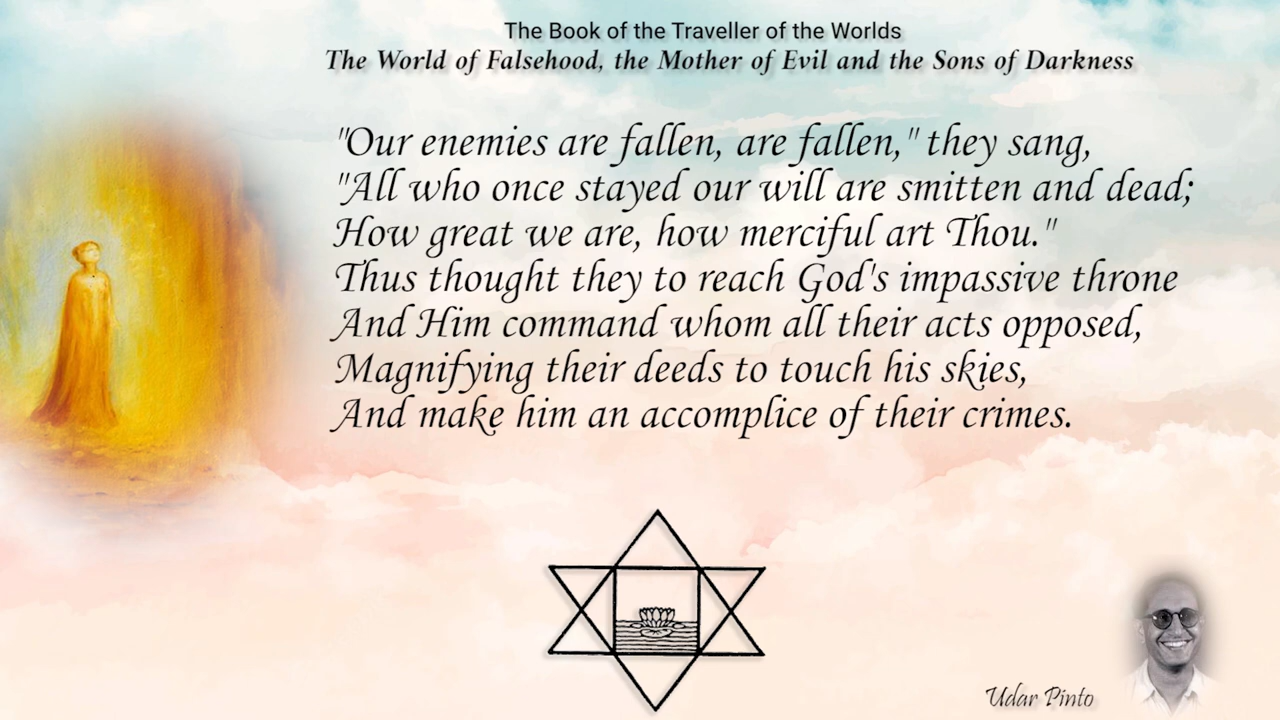 The Book of the Traveller of the Worlds
The World of Falsehood, the Mother of Evil and the Sons of Darkness
"Our enemies are fallen, are fallen," they sang,
"All who once stayed our will are smitten and dead;
How great we are, how merciful art Thou."
Thus thought they to reach God's impassive throne
And Him command whom all their acts opposed,
Magnifying their deeds to touch his skies,
And make him an accomplice of their crimes.
Udar Pinto